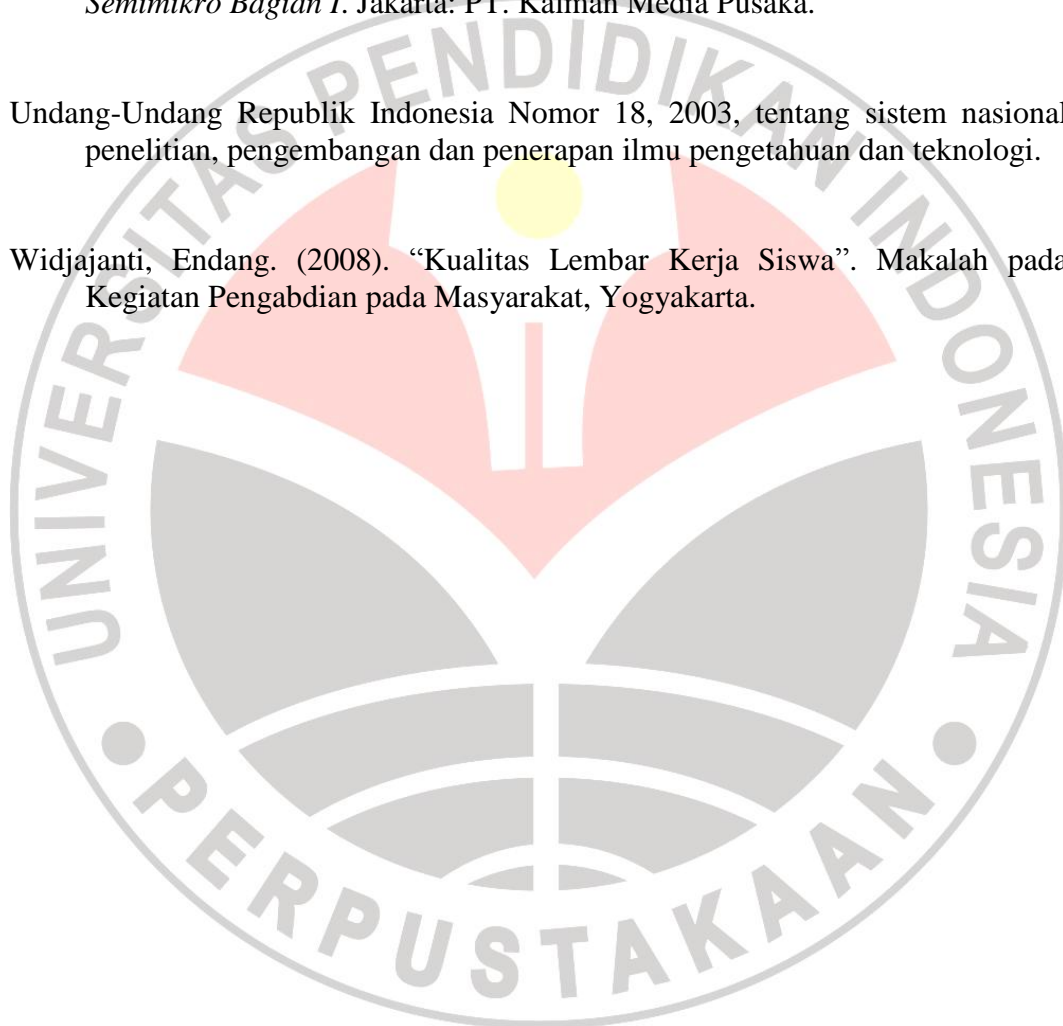 Semimikro Bagian I. Jakarta: PT. Kalman Media Pusaka.
Undang-Undang Republik Indonesia Nomor 18, 2003, tentang sistem nasional
penelitian, pengembangan dan penerapan ilmu pengetahuan dan teknologi.
Widjajanti, Endang. (2008). “Kualitas Lembar Kerja Siswa”. Makalah pada
Kegiatan Pengabdian pada Masyarakat, Yogyakarta.
UNIVERSITAS PENDIDIKAN INDONESIA
PERPUSTAKAAN